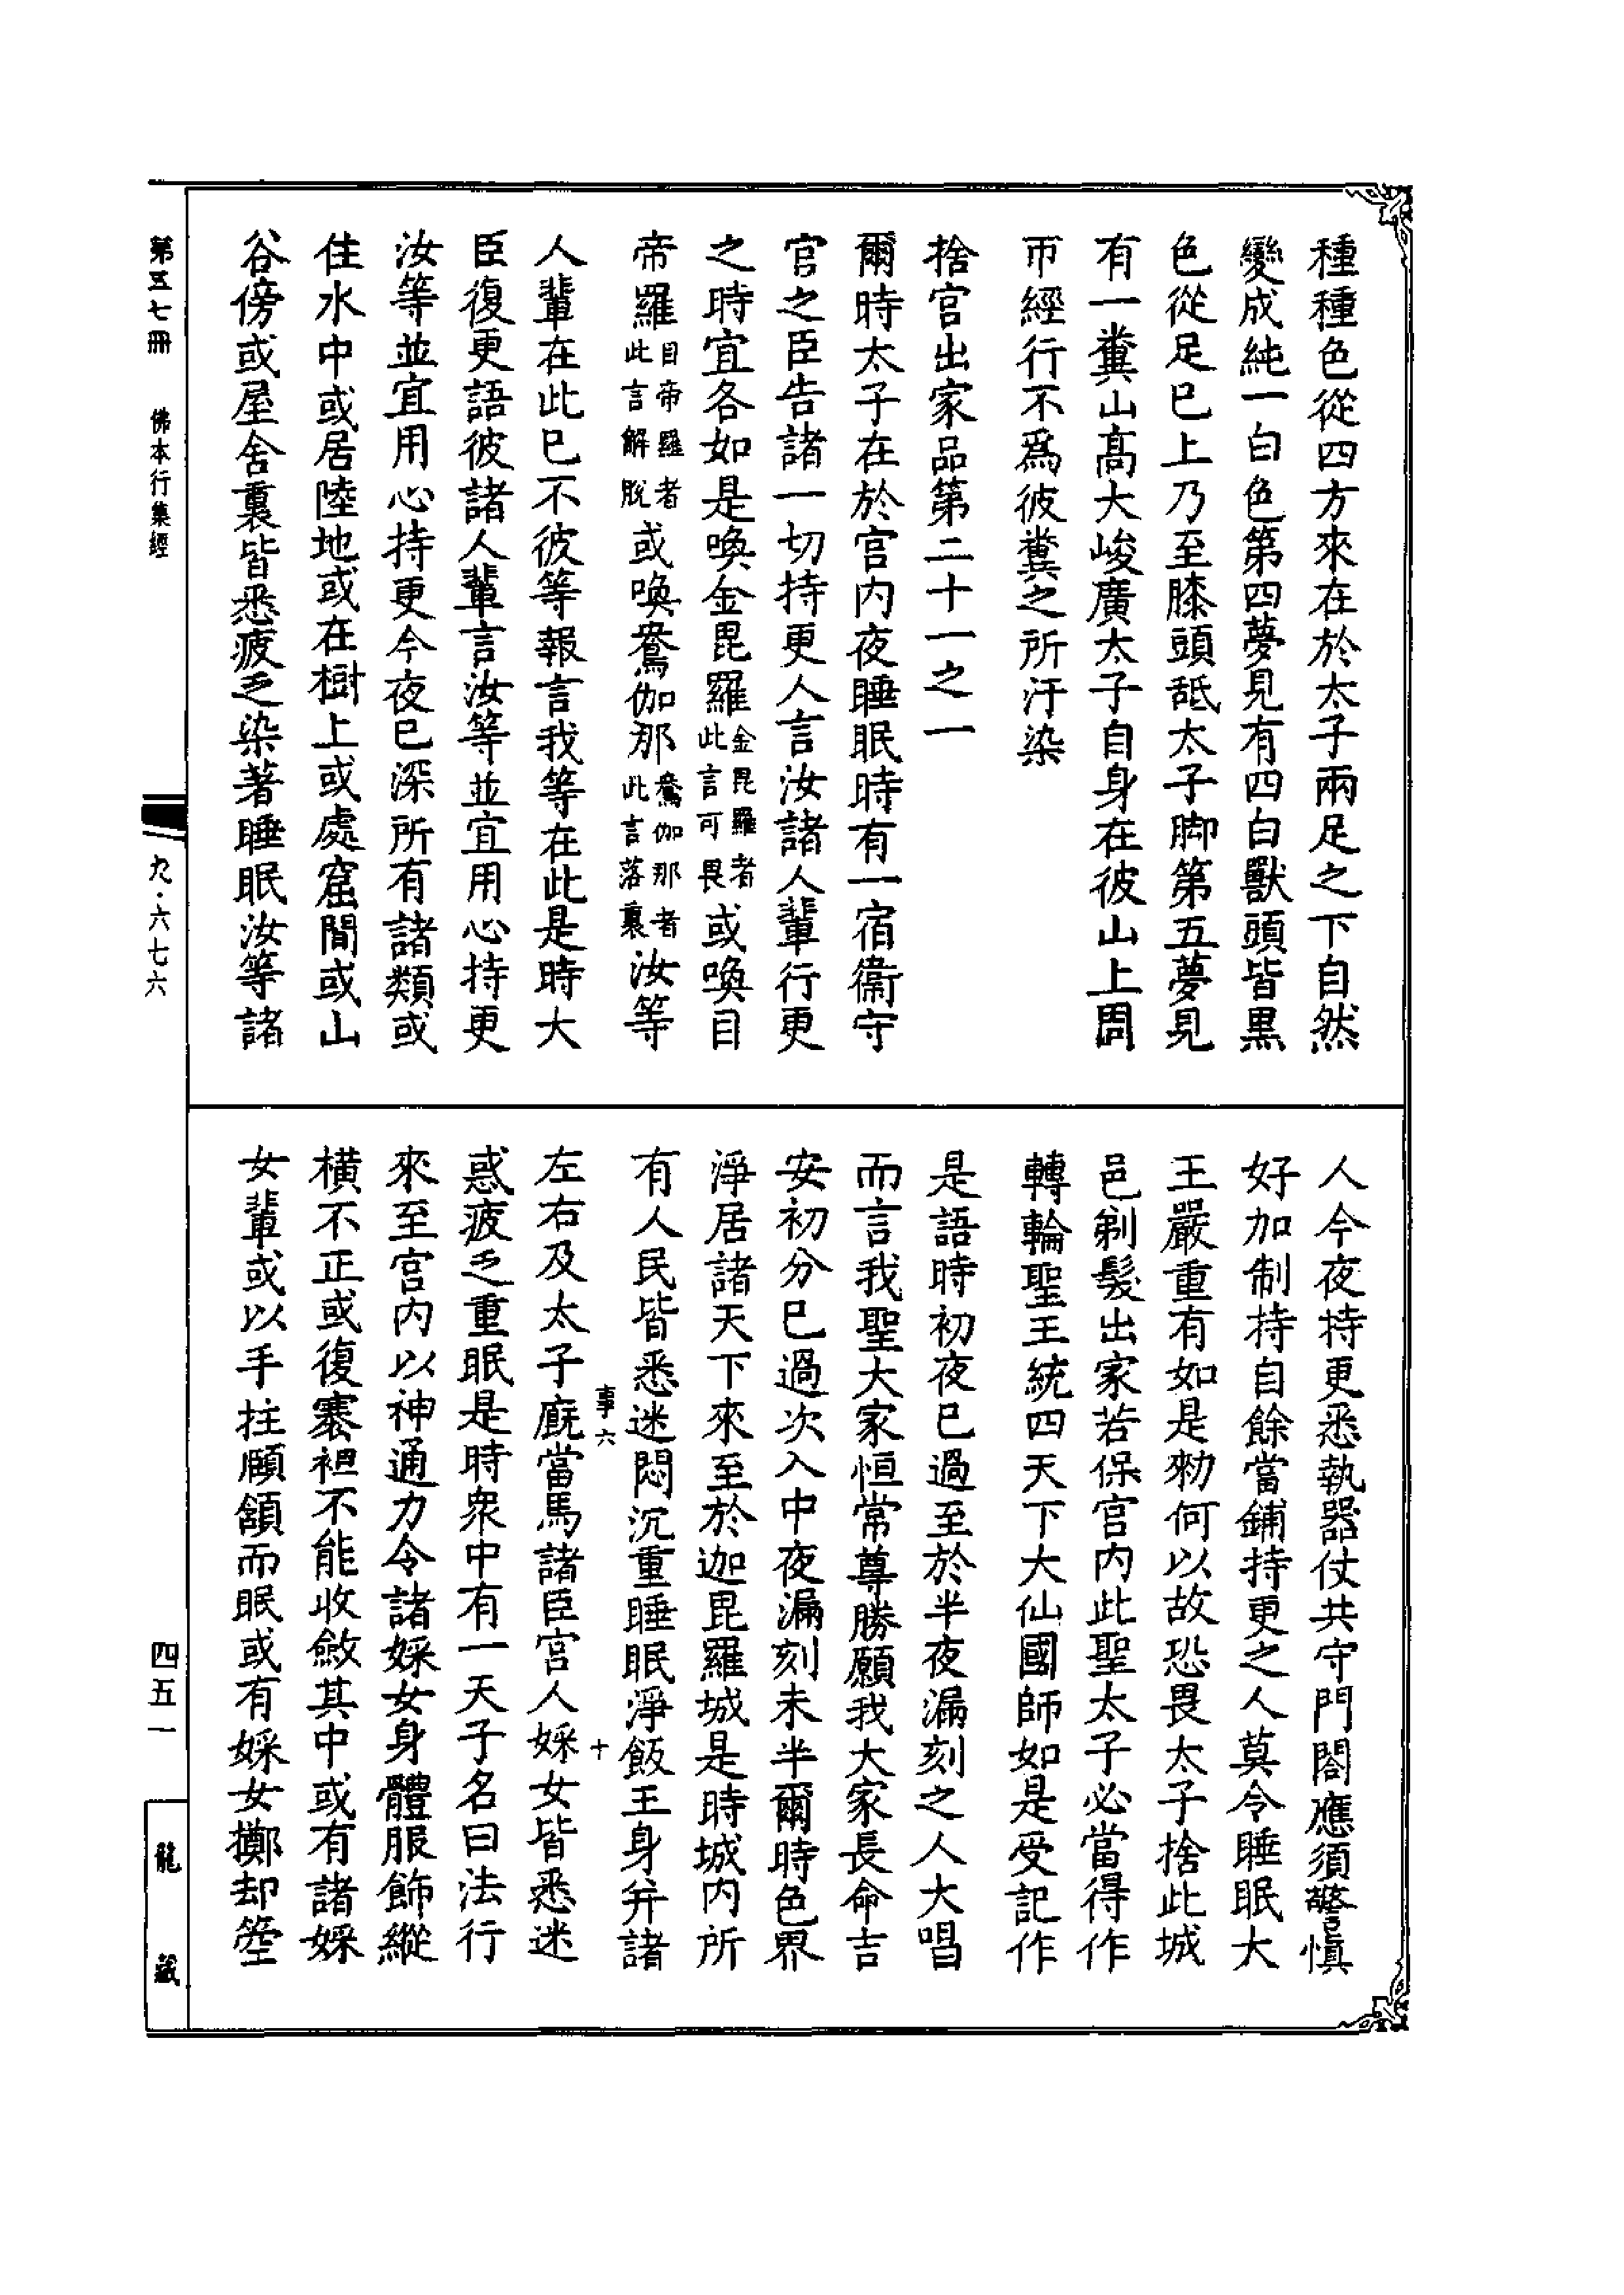 種種色從四方來在於太子兩足之下自然
變成純一白色第四夢見有四白獸頭皆黑
色從足已上乃至膝頭舐太子脚第五夢見
有一糞山高大峻廣太子自身在彼山上周
帀經行不爲彼糞之所汙染
捨宫出家品第二十一之一
爾時太子在於宫内夜睡眠時有一宿衞守
官之臣告諸一切持更人言汝諸人輩行更
之時宜各如是喚金毘羅金毘羅者此言可畏或喚目
帝羅目帝羅者此言解脫或喚鴦伽那鴦伽那者此言落裏汝等
人輩在此已不彼等報言我等在此是時大
臣復更語彼諸人輩言汝等並宜用心持更
汝等並宜用心持更今夜已深所有諸類或
住水中或居陸地或在樹上或處窟間或山
谷傍或屋舍裏皆悉疲乏染著睡眠汝等諸
人今夜持更悉執器仗共守門閤應須警慎
好加制持自餘當鋪持更之人莫令睡眠大
王嚴重有如是勑何以故恐畏太子捨此城
邑剃髮出家若保宫内此聖太子必當得作
轉輪聖王統四天下大仙國師如是受記作
是語時初夜已過至於半夜漏刻之人大唱
而言我聖大家恒常尊勝願我大家長命吉
安初分已過次入中夜漏刻未半爾時色界
淨居諸天下來至於迦毘羅城是時城内所
有人民皆悉迷悶沉重睡眠淨飯王身并諸
事六
十
左右及太子廐當馬諸臣宫人婇女皆悉迷
惑疲乏重眠是時衆中有一天子名曰法行
來至宫内以神通力令諸婇女身體服飾縱
橫不正或復褰袒不能收斂其中或有諸婇
女輩或以手拄頤頷而眠或有婇女擲却箜
第五七冊
佛本行集經
九·六七六
四五一
龍藏